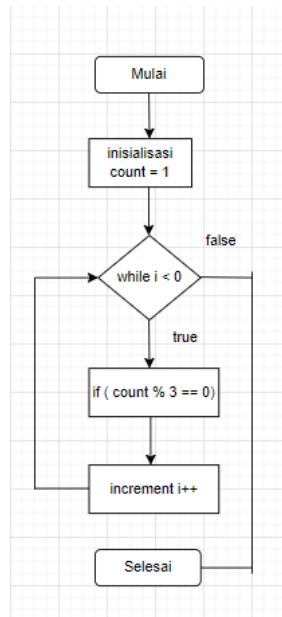 Mulai
inisialisasi
count = 1
false
while i < 0
true
if ( count % 3 == 0)
increment i++
Selesai